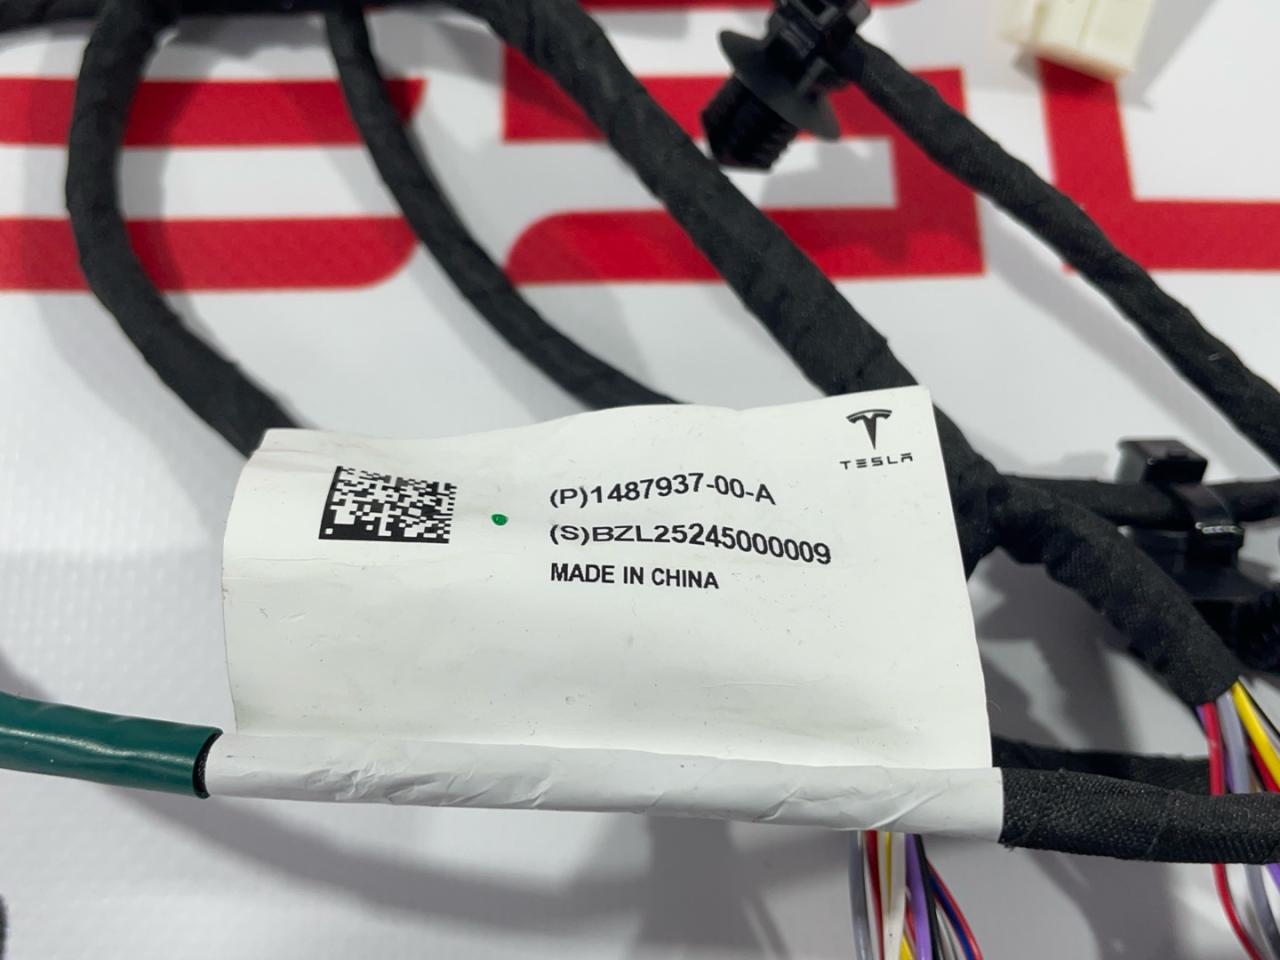 TESLA
(P)1487937-00-A
(S)BZL25245000009
MADE IN CHINA